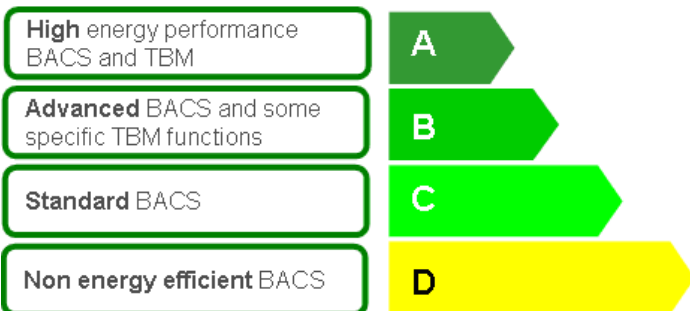 High energy performance
BACS and TBM
A
Advanced BACS and some
specific TBM functions
B
Standard BACS
C
Non energy efficient BACS
D